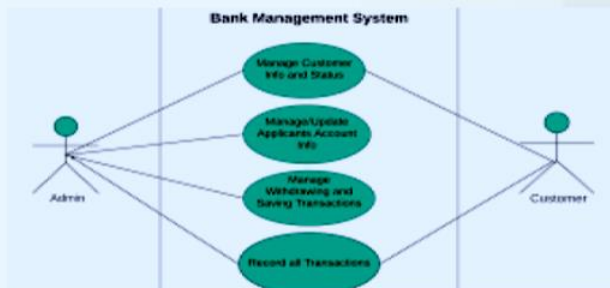 Bank Management System
Manage Customer
Info and Status
Manage/Update
Applicants Account
Info
Manage
Withdrawing and
Saving Transactions
Record all Transactions
Admin
Customer